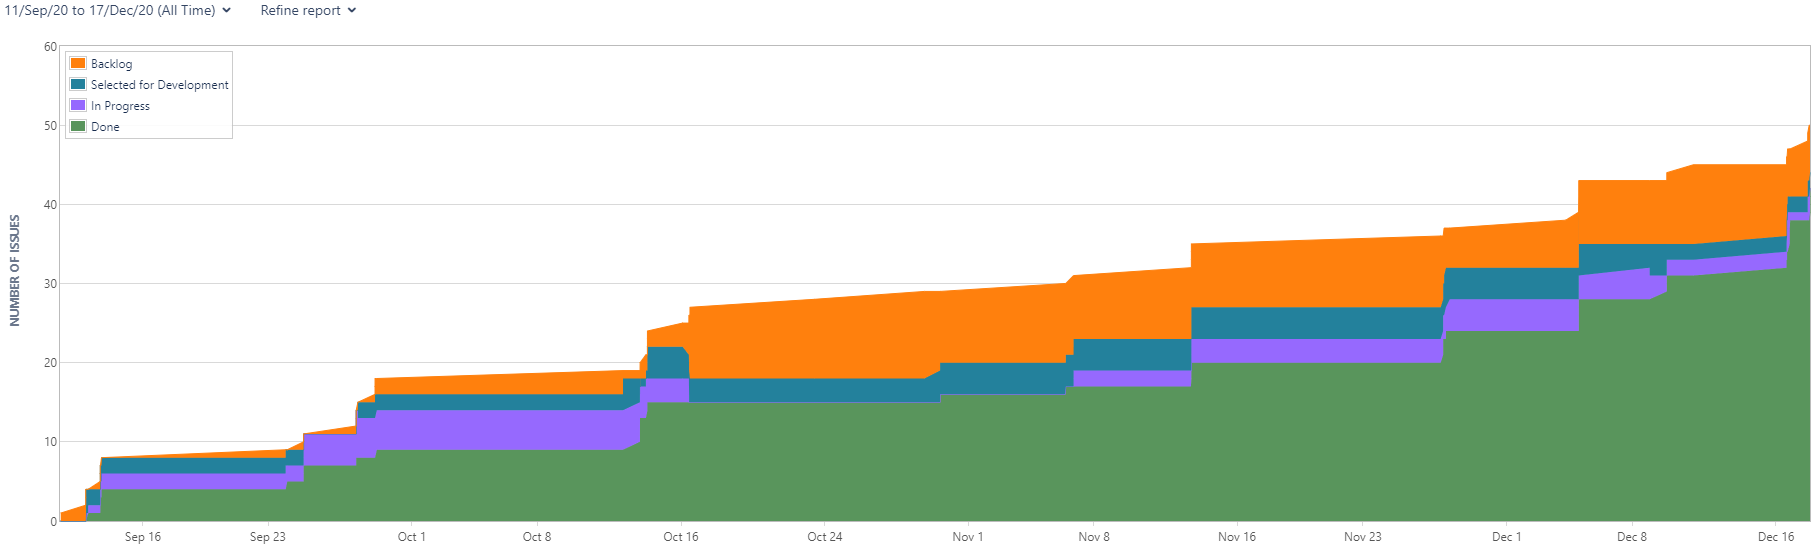 11/Sep/20 to 17/Dec/20 (All Time) Refine report
NUMBER OF ISSUES
60
50
40
30
20
10
0
Backlog
Selected for Development
In Progress
Done
Sep 16 Sep 23 Oct 1 Oct 8 Oct 16 Oct 24 Nov 1 Nov 8 Nov 16 Nov 23 Dec 1 Dec 8 Dec 16